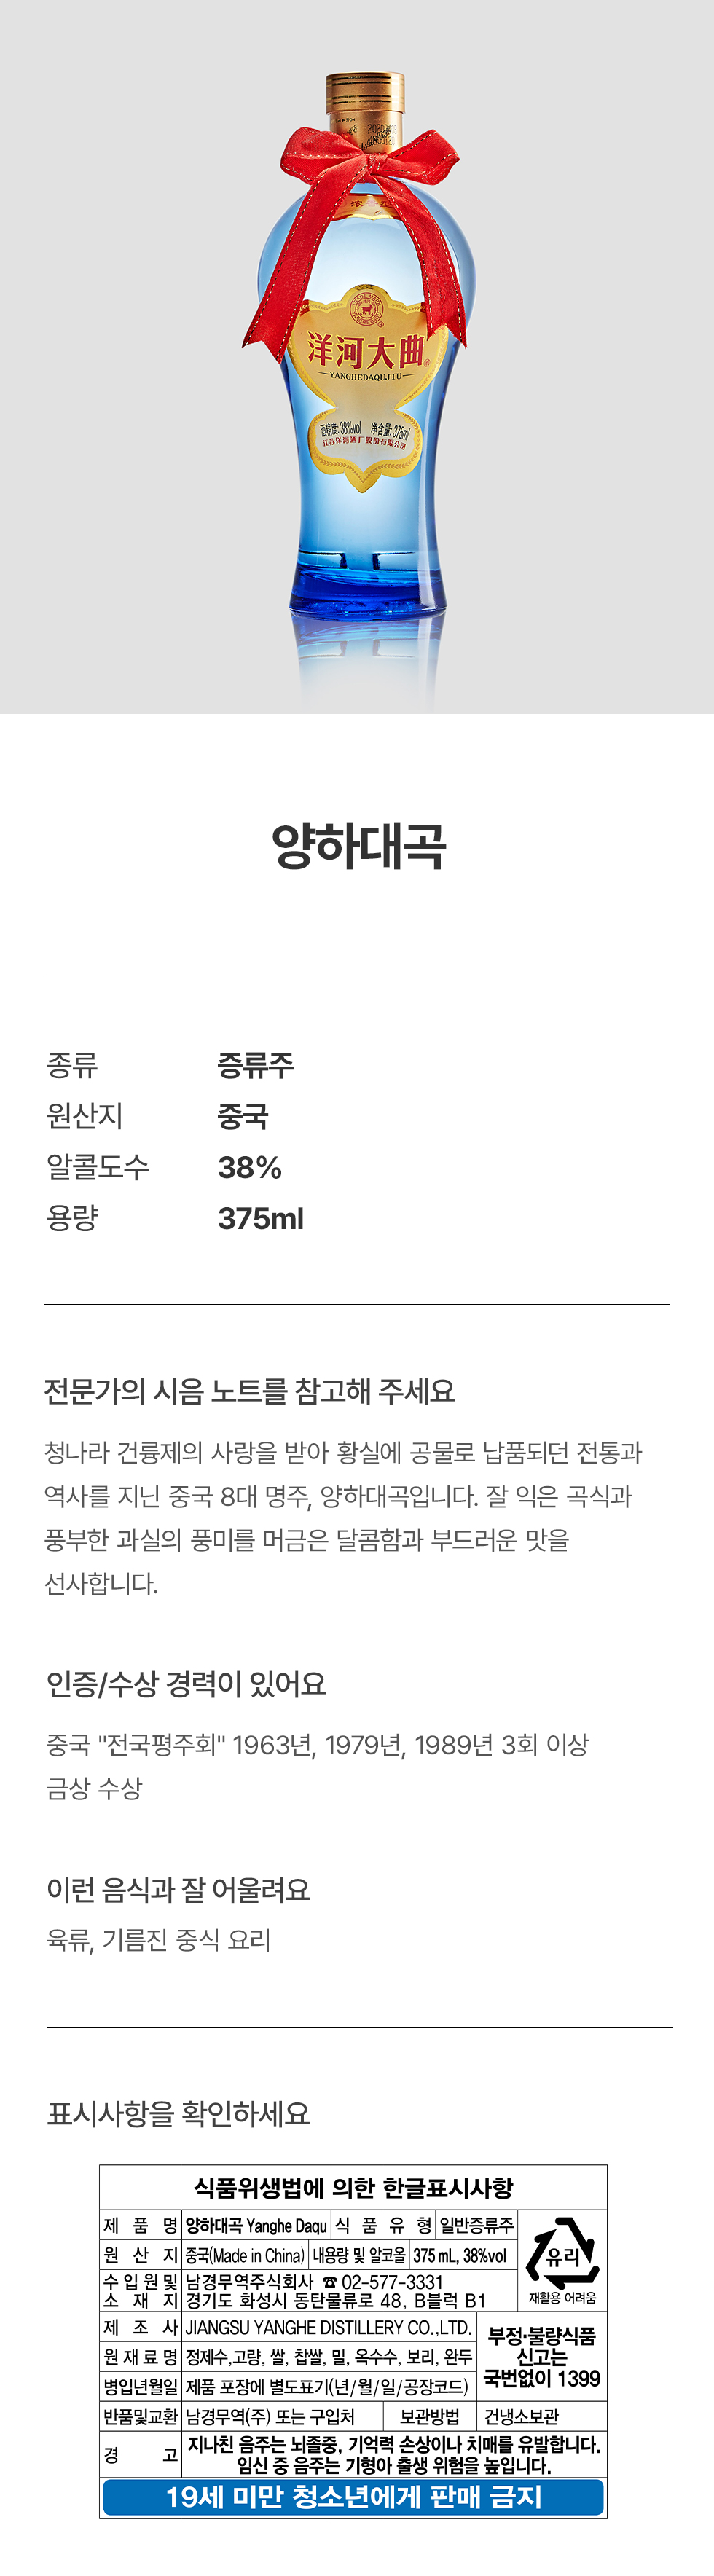 洋河大曲®
YANGHEDAQUJIU
酒精度:38%vol 净含量:375ml
江苏洋河酒厂股份有限公司
양하대곡
종류 증류주
원산지 중국
알콜도수 38%
용량 375ml
전문가의 시음 노트를 참고해 주세요
청나라 건륭제의 사랑을 받아 황실에 공물로 납품되던 전통과
역사를 지닌 중국 8대 명주, 양하대곡입니다. 잘 익은 곡식과
풍부한 과실의 풍미를 머금은 달콤함과 부드러운 맛을
선사합니다.
인증/수상 경력이 있어요
중국 "전국평주회" 1963년, 1979년, 1989년 3회 이상
금상 수상
이런 음식과 잘 어울려요
육류, 기름진 중식 요리
표시사항을 확인하세요
식품위생법에 의한 한글표시사항
제 품 명 양하대곡 Yanghe Daqu 식 품 유 형 일반증류주
원 산 지 중국(Made in China) 내용량 및 알코올 375 mL, 38%vol
유리
재활용 어려움
수 입 원 및 남경무역주식회사 ☎ 02-577-3331
소 재 지 경기도 화성시 동탄물류로 48, B블럭 B1
제 조 사 JIANGSU YANGHE DISTILLERY CO.,LTD.
원 재 료 명 정제수,고량, 쌀, 찹쌀, 밀, 옥수수, 보리, 완두
병입년월일 제품 포장에 별도표기(년/월/일/공장코드)
부정·불량식품
신고는
국번없이 1399
반품및교환 남경무역(주) 또는 구입처 보관방법 건냉소보관
경 고 지나친 음주는 뇌졸중, 기억력 손상이나 치매를 유발합니다.
임신 중 음주는 기형아 출생 위험을 높입니다.
19세 미만 청소년에게 판매 금지